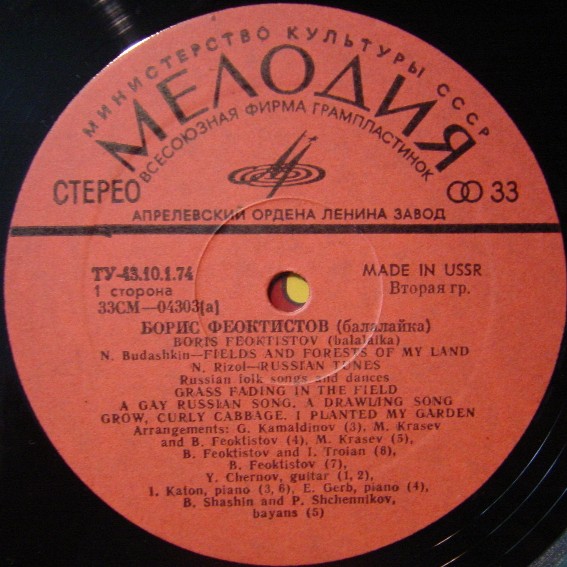 МИНИСТЕРСТВО КУЛЬТУРЫ СССР
МЕЛОДИЯ
ВСЕСОЮЗНАЯ ФИРМА ГРАМПЛАСТИНОК
СТЕРЕО
33
АПРЕЛЕВСКИЙ ОРДЕНА ЛЕНИНА ЗАВОД
ТУ-43.10.1.74
MADE IN USSR
1 сторона
Вторая гр.
33СМ—04303(а)
БОРИС ФЕОКТИСТОВ (балалайка)
BORIS FEOKTISTOV (balalaika)
N. Budashkin—FIELDS AND FORESTS OF MY LAND
N. Rizol—RUSSIAN TUNES
Russian folk songs and dances
GRASS FADING IN THE FIELD
A GAY RUSSIAN SONG. A DRAWLING SONG
GROW, CURLY CABBAGE. I PLANTED MY GARDEN
Arrangements: G. Kamaldinov (3), M. Krasev
and B. Feoktistov (4), M. Krasev (5),
B. Feoktistov and I. Troian (6),
B. Feoktistov (7),
Y. Chernov, guitar (1, 2),
I. Katon, piano (3, 6), E. Gerb, piano (4),
B. Shashin and P. Shchennikov,
bayans (5)